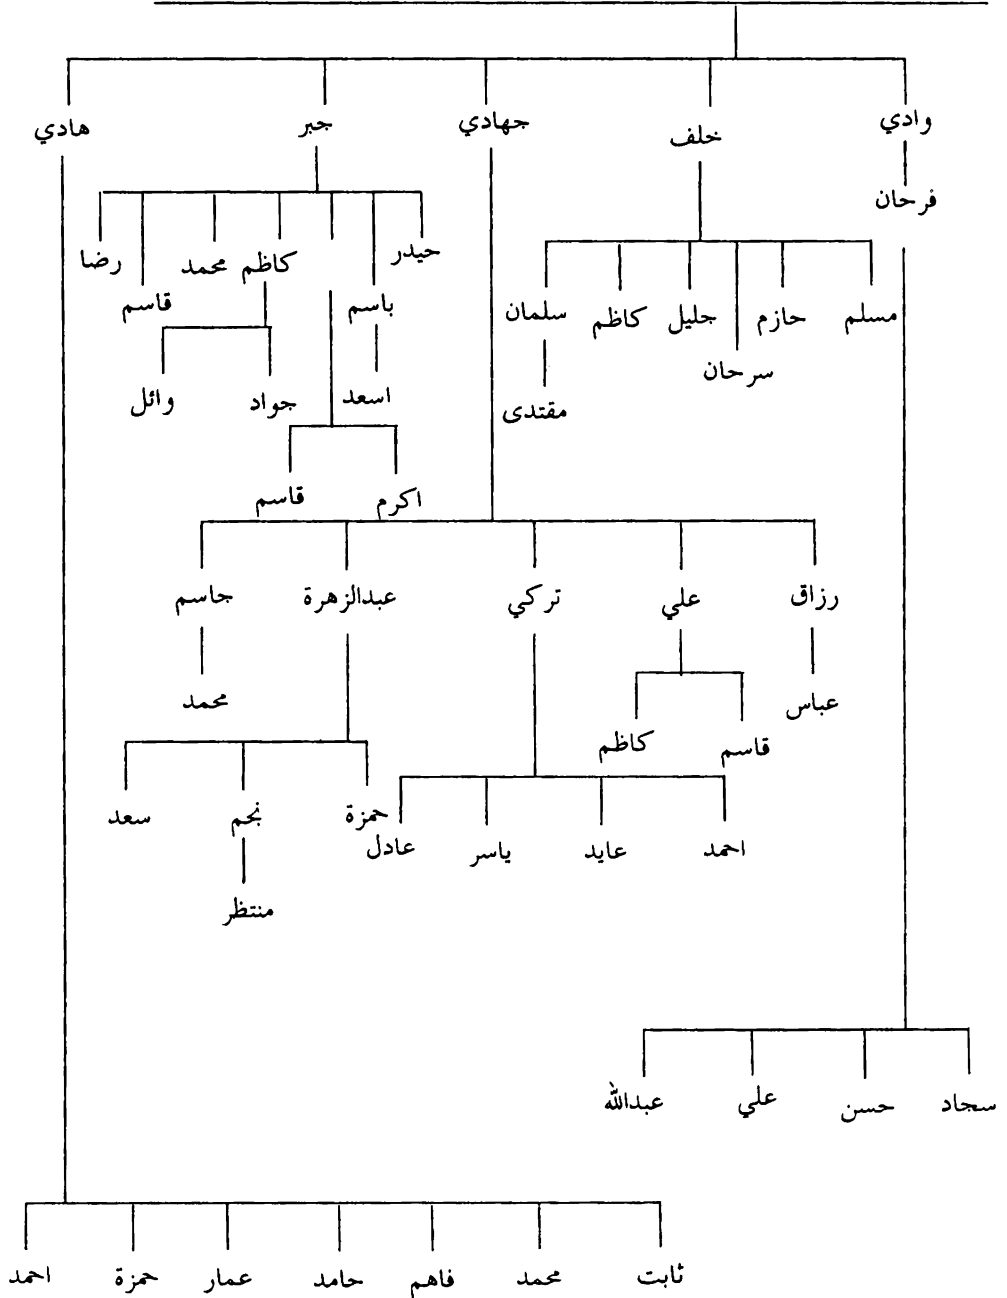 وادي خلف جهادي جبر هادي
فرحان
حيدر كاظم محمد رضا
باسم قاسم
مسلم حازم جليل كاظم سلمان
سرحان
اسعد جواد وائل
مقتدى
اكرم قاسم
رزاق علي تركي عبدالزهرة جاسم
عباس محمد
قاسم كاظم
حمزة نجم سعد
احمد عايد ياسر عادل
منتظر
سجاد حسن علي عبدالله
ثابت محمد فاهم حامد عمار حمزة احمد